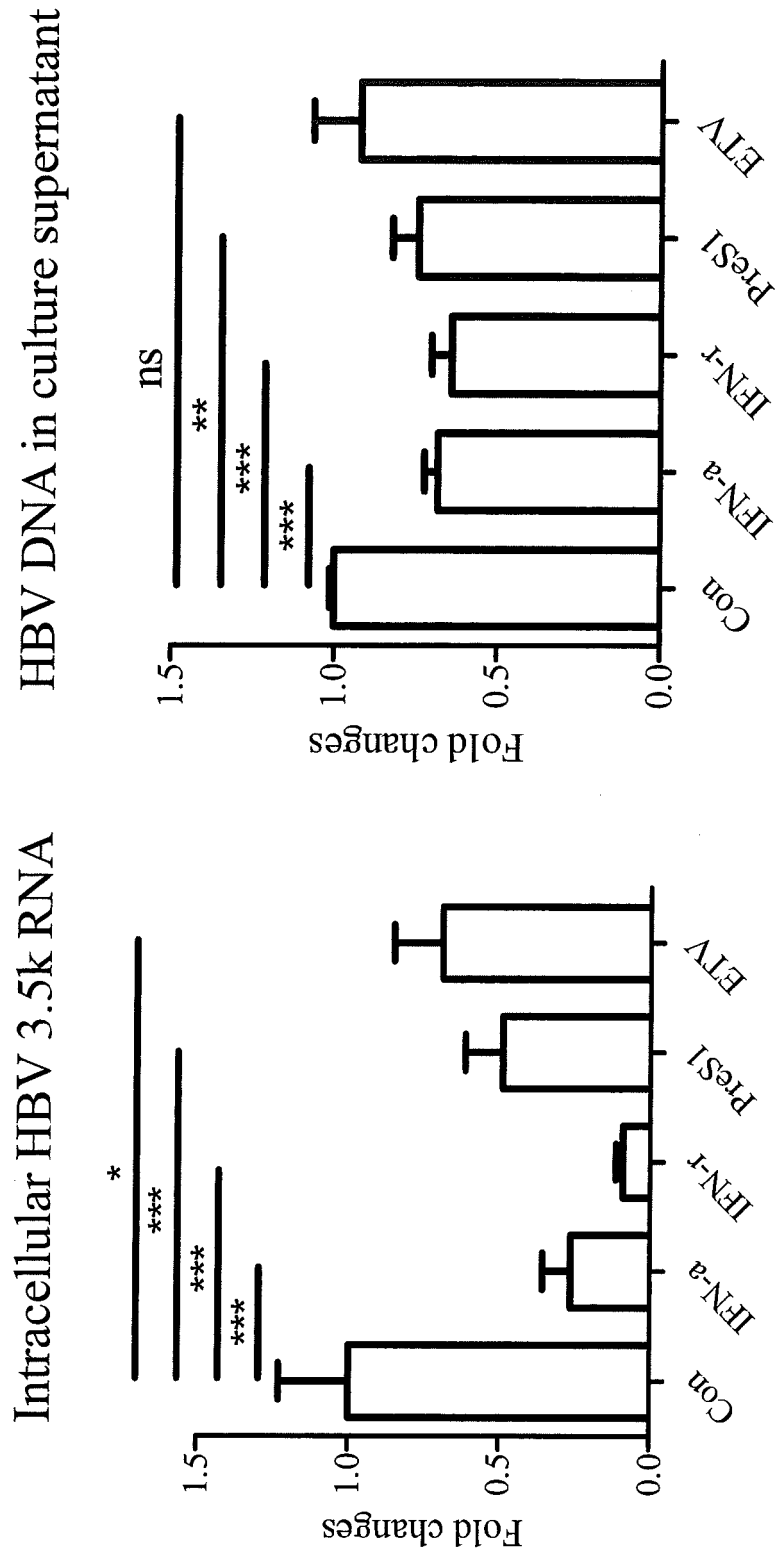 Intracellular HBV 3.5k RNA
*
***
***
***
1.5
1.0
0.5
0.0
Fold changes
Con
IFN-a
IFN-r
PreS1
ETV
HBV DNA in culture supernatant
ns
**
***
***
1.5
1.0
0.5
0.0
Fold changes
Con
IFN-a
IFN-r
PreS1
ETV